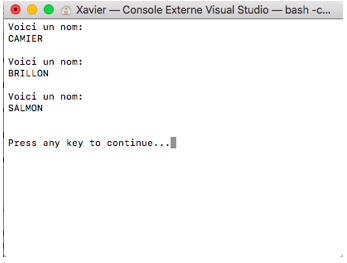 Xavier — Console Externe Visual Studio — bash -c...
Voici un nom:
CAMIER
Voici un nom:
BRILLON
Voici un nom:
SALMON
Press any key to continue...